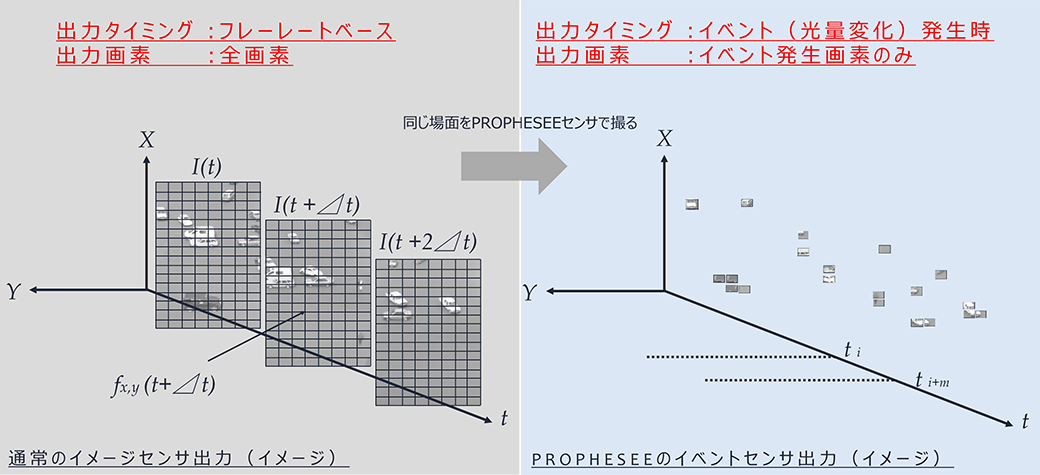 出力タイミング：フレーレートベース
出力画素　　　：全画素
出力タイミング：イベント（光量変化）発生時
出力画素　　　：イベント発生画素のみ
同じ場面をPROPHESEEセンサで撮る
X
I(t)
I(t+⊿t)
I(t+2⊿t)
Y
fx,y (t+⊿t)
t
X
Y
t i
t i+m
t
通常のイメージセンサ出力（イメージ）
PROPHESEEのイベントセンサ出力（イメージ）